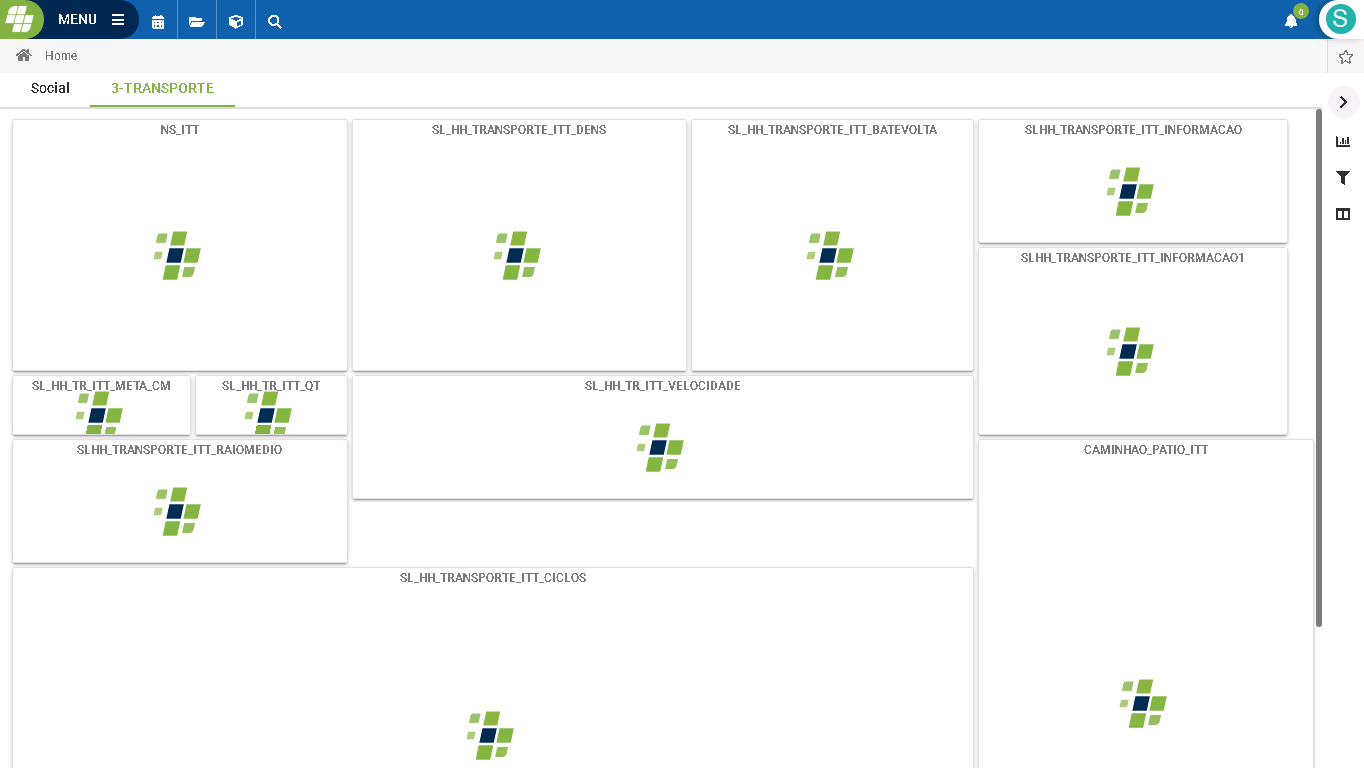 MENU
0
S
Home
Social
3-TRANSPORTE
NS_ITT
SL_HH_TRANSPORTE_ITT_DENS
SL_HH_TRANSPORTE_ITT_BATEVOLTA
SLHH_TRANSPORTE_ITT_INFORMACAO
SLHH_TRANSPORTE_ITT_INFORMACAO1
SL_HH_TR_ITT_META_CM
SL_HH_TR_ITT_QT
SL_HH_TR_ITT_VELOCIDADE
SLHH_TRANSPORTE_ITT_RAIOMEDIO
CAMINHAO_PATIO_ITT
SL_HH_TRANSPORTE_ITT_CICLOS